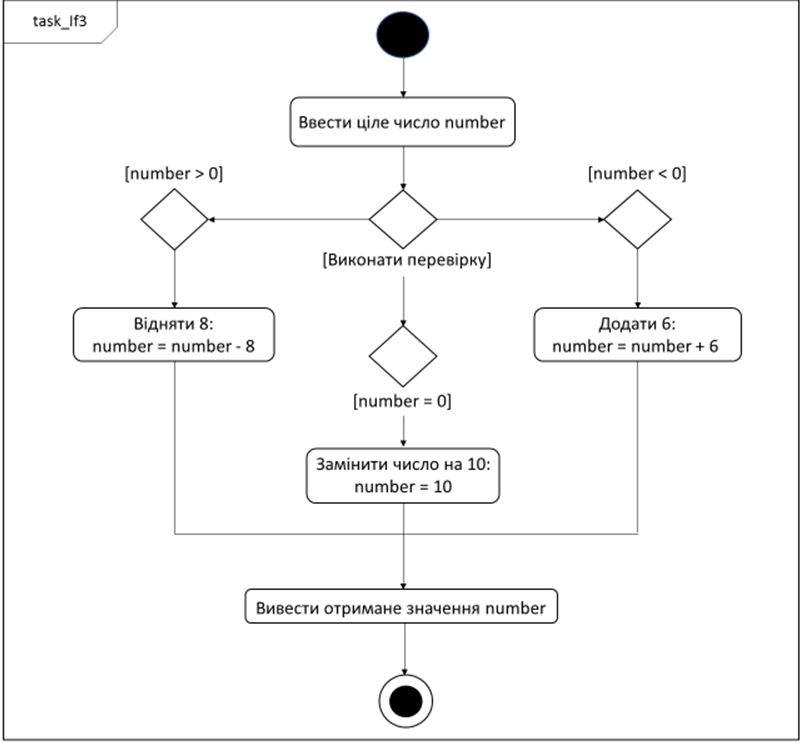 task_If3
Ввести ціле число number
[number > 0]
[number < 0]
[Виконати перевірку]
Відняти 8:
number = number - 8
Додати 6:
number = number + 6
[number = 0]
Замінити число на 10:
number = 10
Вивести отримане значення number